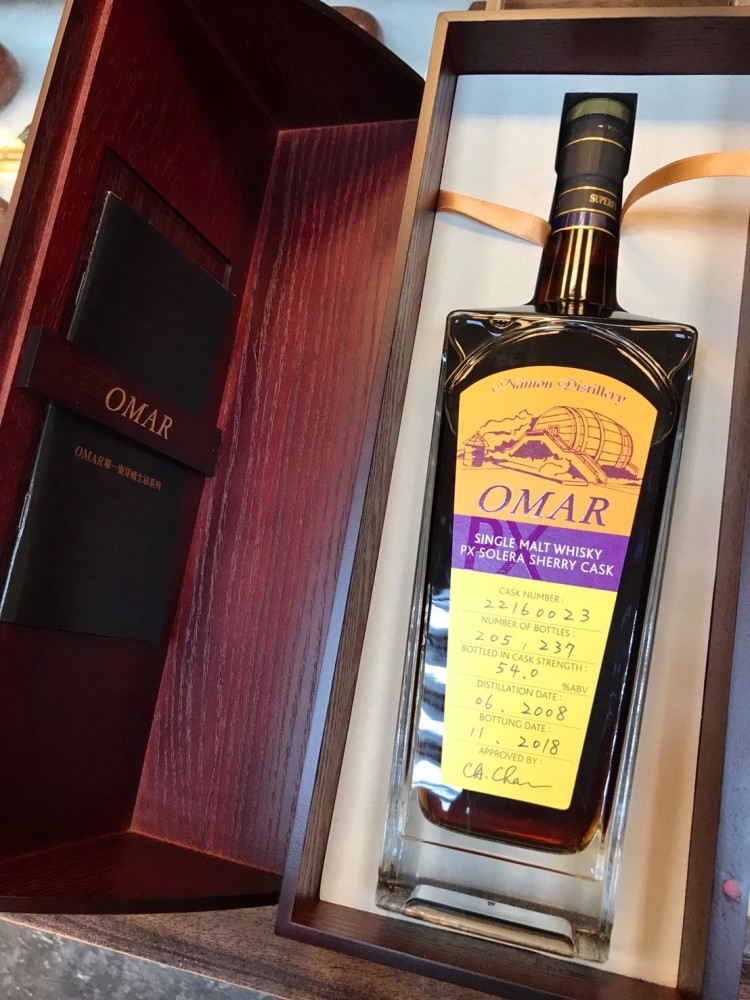 OMAR
OMAR第一麥芽威士忌系列
SUPER
Nantou Distillery
OMAR
PX
SINGLE MALT WHISKY
PX SOLERA SHERRY CASK
CASK NUMBER :
22160023
NUMBER OF BOTTLES :
205 , 237
BOTTLED IN CASK STRENGTH :
54.0 %ABV
DISTILLATION DATE :
06 . 2008
BOTTLING DATE :
11 . 2018
APPROVED BY :